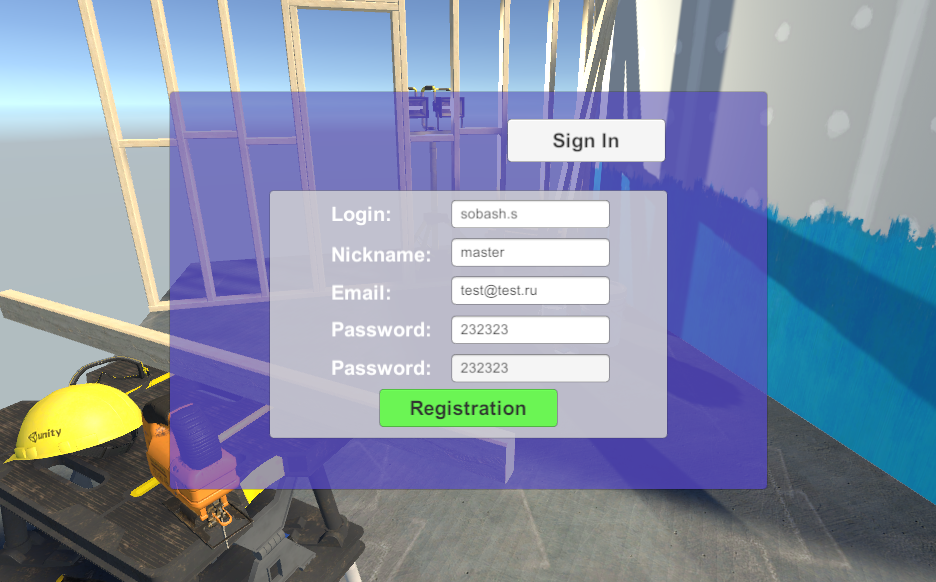 Sign In
Login: sobash.s
Nickname: master
Email: test@test.ru
Password: 232323
Password: 232323
Registration
unity